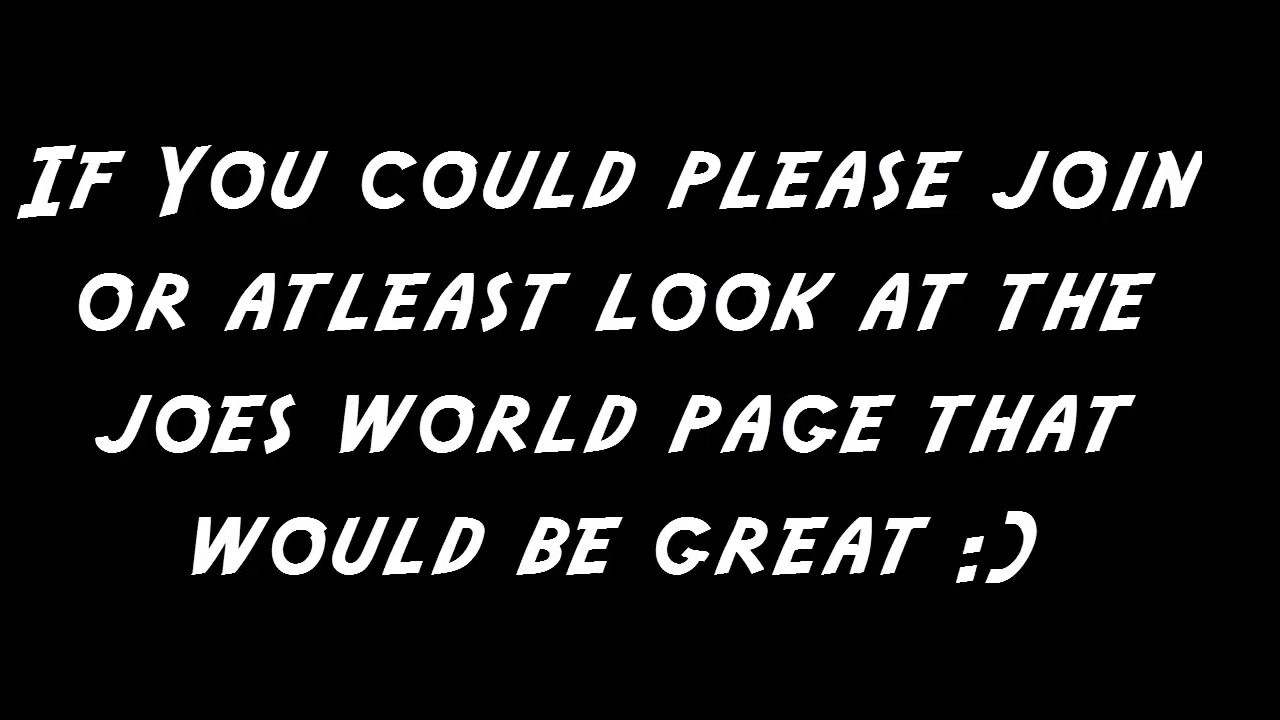 If You could please join
or atleast look at the
joes world page that
would be great :)